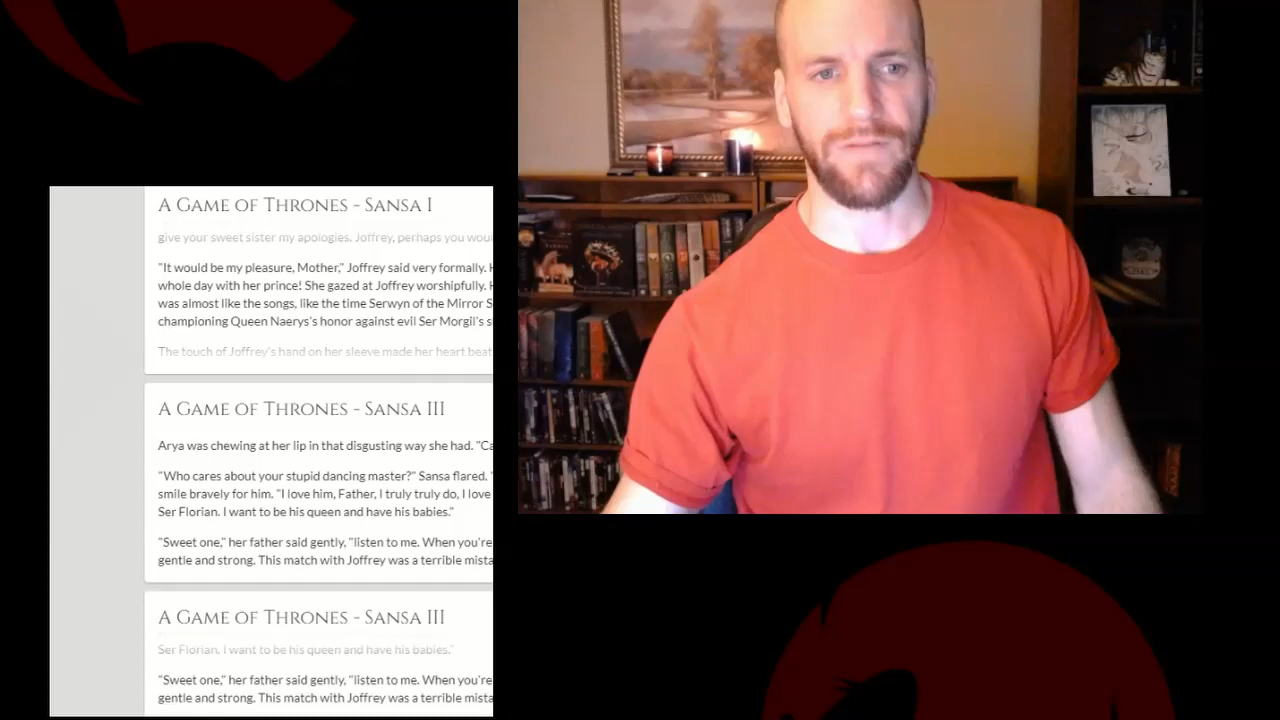 A Game of Thrones - Sansa I
give your sweet sister my apologies. Joffrey, perhaps you woul
"It would be my pleasure, Mother," Joffrey said very formally. H
whole day with her prince! She gazed at Joffrey worshipfully. H
was almost like the songs, like the time Serwyn of the Mirror S
championing Queen Naerys's honor against evil Ser Morgil's s
The touch of Joffrey's hand on her sleeve made her heart beat
A Game of Thrones - Sansa III
Arya was chewing at her lip in that disgusting way she had. "Ca
"Who cares about your stupid dancing master?" Sansa flared. "
smile bravely for him. "I love him, Father, I truly truly do, I love
Ser Florian. I want to be his queen and have his babies."
"Sweet one," her father said gently, "listen to me. When you're
gentle and strong. This match with Joffrey was a terrible mista
A Game of Thrones - Sansa III
Ser Florian. I want to be his queen and have his babies."
"Sweet one," her father said gently, "listen to me. When you're
gentle and strong. This match with Joffrey was a terrible mista